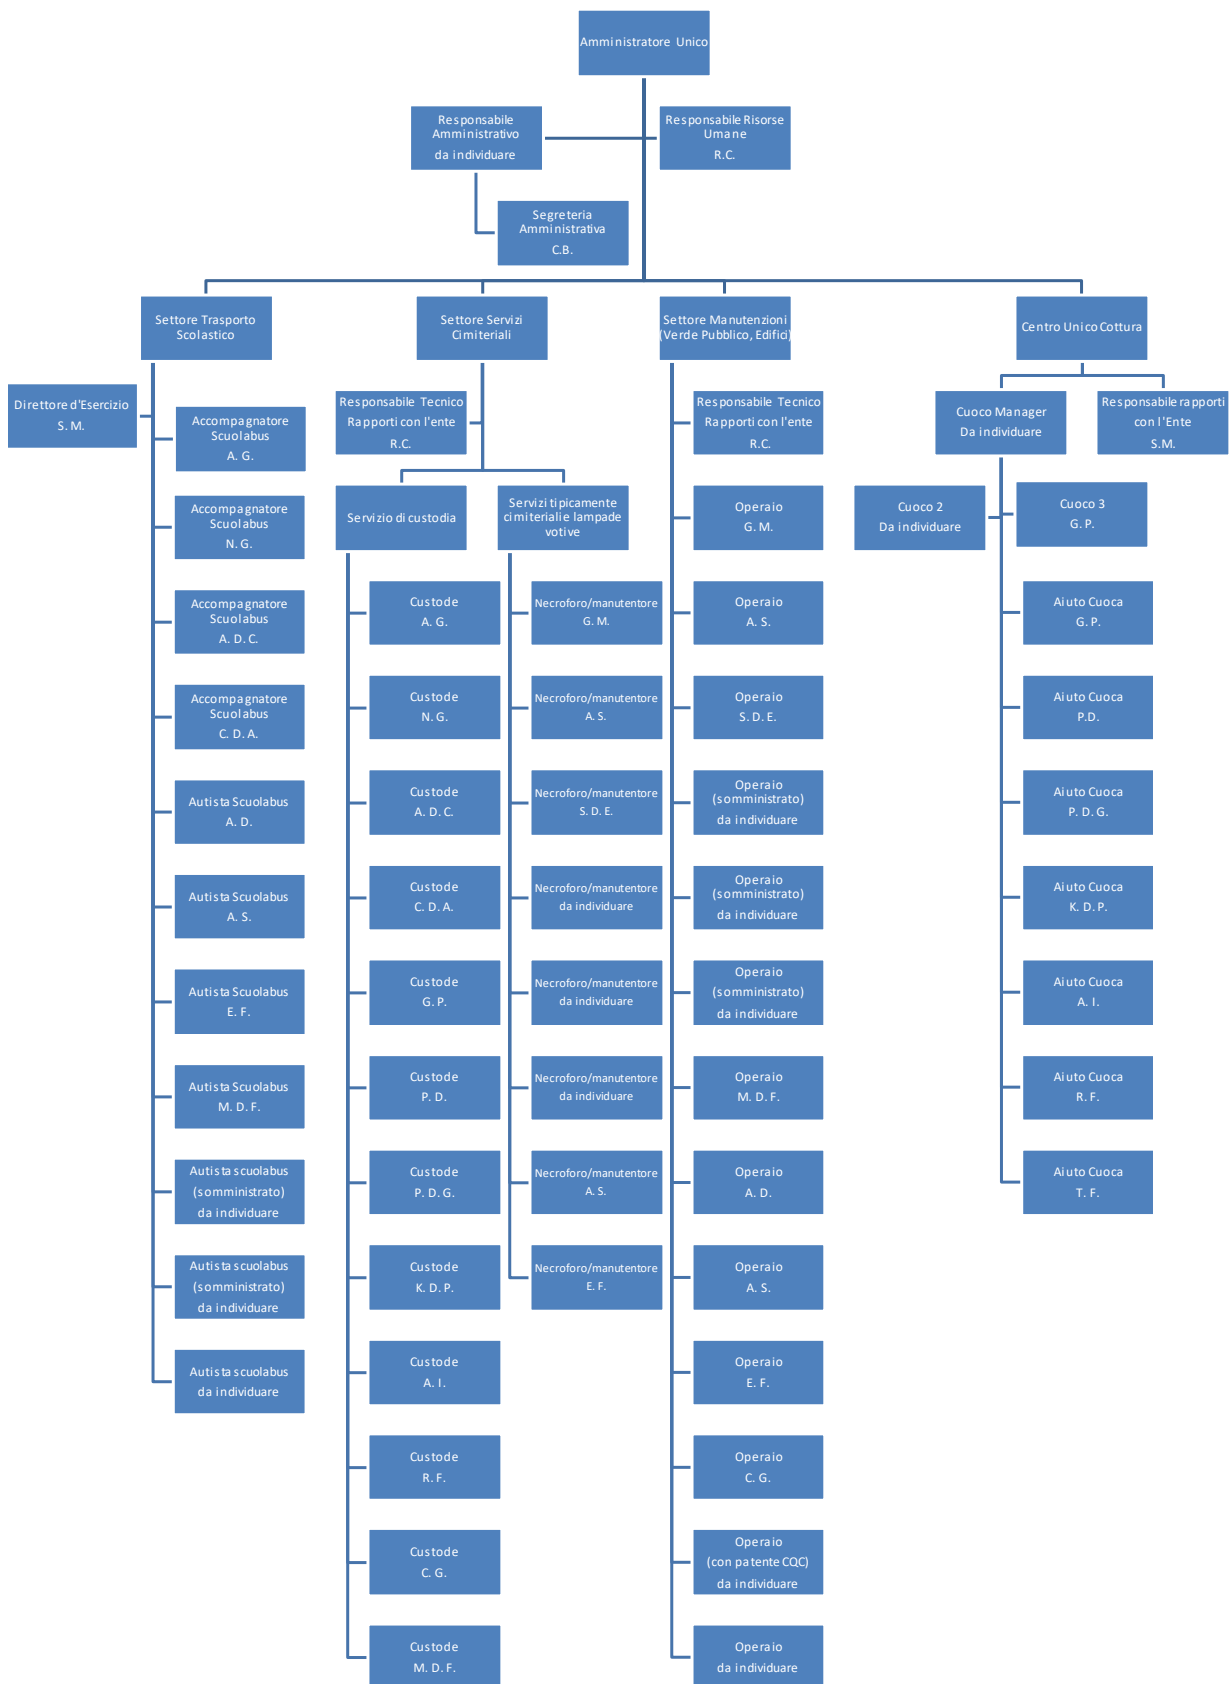 Amministratore Unico
Responsabile
Amministrativo
da individuare
Responsabile Risorse
Umane
R.C.
Segreteria
Amministrativa
C.B.
Settore Trasporto
Scolastico
Settore Servizi
Cimiteriali
Settore Manutenzioni
(Verde Pubblico, Edifici)
Centro Unico Cottura
Direttore d'Esercizio
S. M.
Accompagnatore
Scuolabus
A. G.
Accompagnatore
Scuolabus
N. G.
Accompagnatore
Scuolabus
A. D. C.
Accompagnatore
Scuolabus
C. D. A.
Autista Scuolabus
A. D.
Autista Scuolabus
A. S.
Autista Scuolabus
E. F.
Autista Scuolabus
M. D. F.
Autista scuolabus
(somministrato)
da individuare
Autista scuolabus
(somministrato)
da individuare
Autista scuolabus
da individuare
Responsabile Tecnico
Rapporti con l'ente
R.C.
Servizio di custodia
Servizi tipicamente
cimiteriali e lampade
votive
Custode
A. G.
Custode
N. G.
Custode
A. D. C.
Custode
C. D. A.
Custode
G. P.
Custode
P. D.
Custode
P. D. G.
Custode
K. D. P.
Custode
A. I.
Custode
R. F.
Custode
C. G.
Custode
M. D. F.
Necroforo/manutentore
G. M.
Necroforo/manutentore
A. S.
Necroforo/manutentore
S. D. E.
Necroforo/manutentore
da individuare
Necroforo/manutentore
da individuare
Necroforo/manutentore
da individuare
Necroforo/manutentore
A. S.
Necroforo/manutentore
E. F.
Responsabile Tecnico
Rapporti con l'ente
R.C.
Operaio
G. M.
Operaio
A. S.
Operaio
S. D. E.
Operaio
(somministrato)
da individuare
Operaio
(somministrato)
da individuare
Operaio
(somministrato)
da individuare
Operaio
M. D. F.
Operaio
A. D.
Operaio
A. S.
Operaio
E. F.
Operaio
C. G.
Operaio
(con patente CQC)
da individuare
Operaio
da individuare
Cuoco Manager
Da individuare
Responsabile rapporti
con l'Ente
S.M.
Cuoco 2
Da individuare
Cuoco 3
G. P.
Aiuto Cuoca
G. P.
Aiuto Cuoca
P.D.
Aiuto Cuoca
P. D. G.
Aiuto Cuoca
K. D. P.
Aiuto Cuoca
A. I.
Aiuto Cuoca
R. F.
Aiuto Cuoca
T. F.